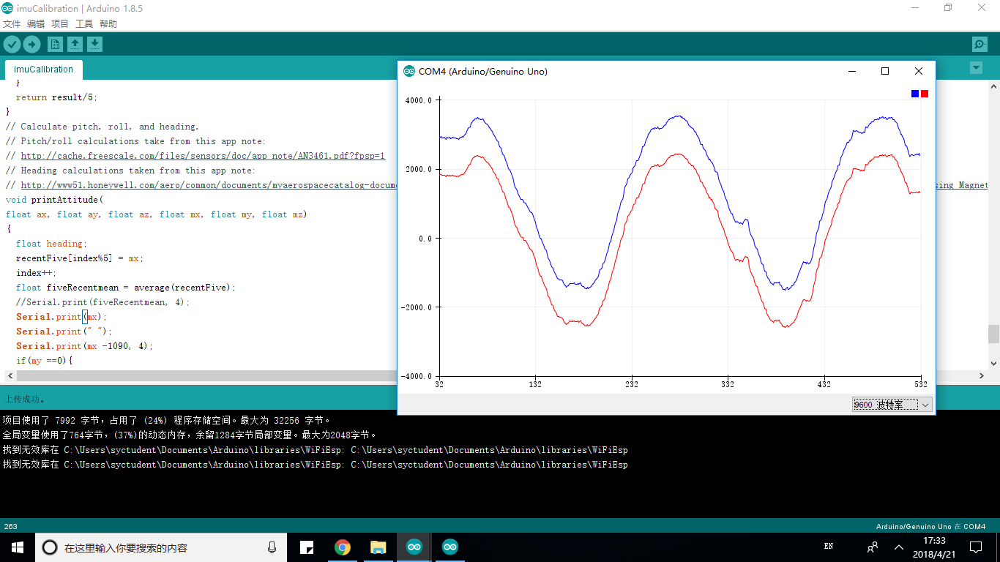 imuCalibration | Arduino 1.8.5
文件 编辑 项目 工具 帮助
imuCalibration
}
return result/5;
}
// Calculate pitch, roll, and heading.
// Pitch/roll calculations take from this app note:
// http://cache.freescale.com/files/sensors/doc/app_note/AN3461.pdf?fpsp=1
// Heading calculations taken from this app note:
// http://www51.honeywell.com/aero/common/documents/myaerospacecatalog-docume
sing_Magnet
void printAttitude(
float ax, float ay, float az, float mx, float my, float mz)
{
float heading;
recentFive[index%5] = mx;
index++;
float fiveRecentmean = average(recentFive);
//Serial.print(fiveRecentmean, 4);
Serial.print(mx);
Serial.print(" ");
Serial.print(mx -1090, 4);
if(my ==0){
COM4 (Arduino/Genuino Uno)
4000.0
2000.0
0.0
-2000.0
-4000.0
32 132 232 332 432 532
9600 波特率
上传成功。
项目使用了 7992 字节，占用了 (24%) 程序存储空间。最大为 32256 字节。
全局变量使用了764字节，(37%)的动态内存，余留1284字节局部变量。最大为2048字节。
找到无效库在 C:\Users\syctudent\Documents\Arduino\libraries\WiFiEsp: C:\Users\syctudent\Documents\Arduino\libraries\WiFiEsp
找到无效库在 C:\Users\syctudent\Documents\Arduino\libraries\WiFiEsp: C:\Users\syctudent\Documents\Arduino\libraries\WiFiEsp
263
Arduino/Genuino Uno 在 COM4
在这里输入你要搜索的内容
EN
17:33
2018/4/21